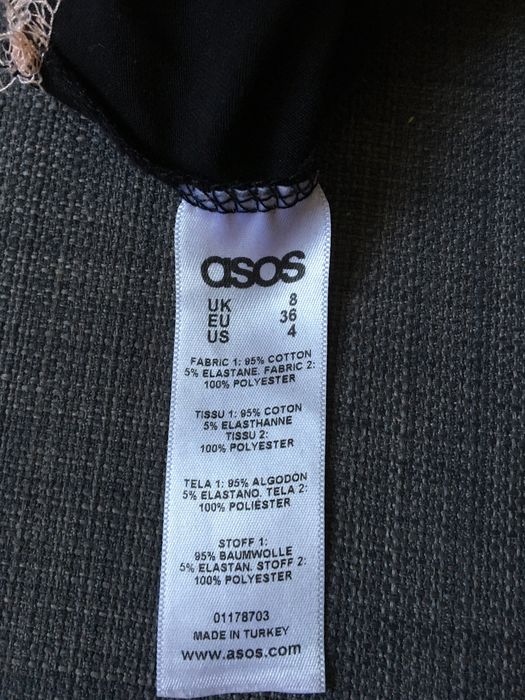 asos
UK 8
EU 36
US 4
FABRIC 1: 95% COTTON
5% ELASTANE. FABRIC 2:
100% POLYESTER
TISSU 1: 95% COTON
5% ELASTHANNE
TISSU 2:
100% POLYESTER
TELA 1: 95% ALGODÓN
5% ELASTANO. TELA 2:
100% POLIÉSTER
STOFF 1:
95% BAUMWOLLE
5% ELASTAN. STOFF 2:
100% POLYESTER
01178703
MADE IN TURKEY
www.asos.com